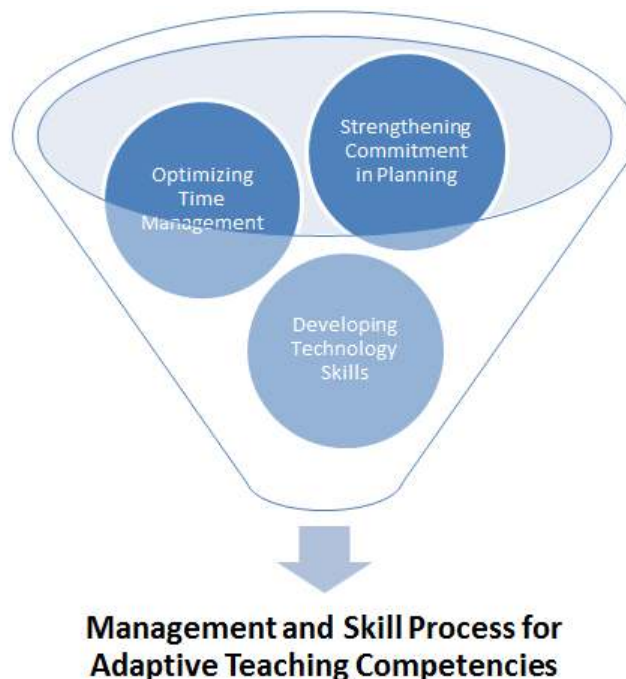 Strengthening
Commitment
in Planning
Optimizing
Time
Management
Developing
Technology
Skills
Management and Skill Process for
Adaptive Teaching Competencies